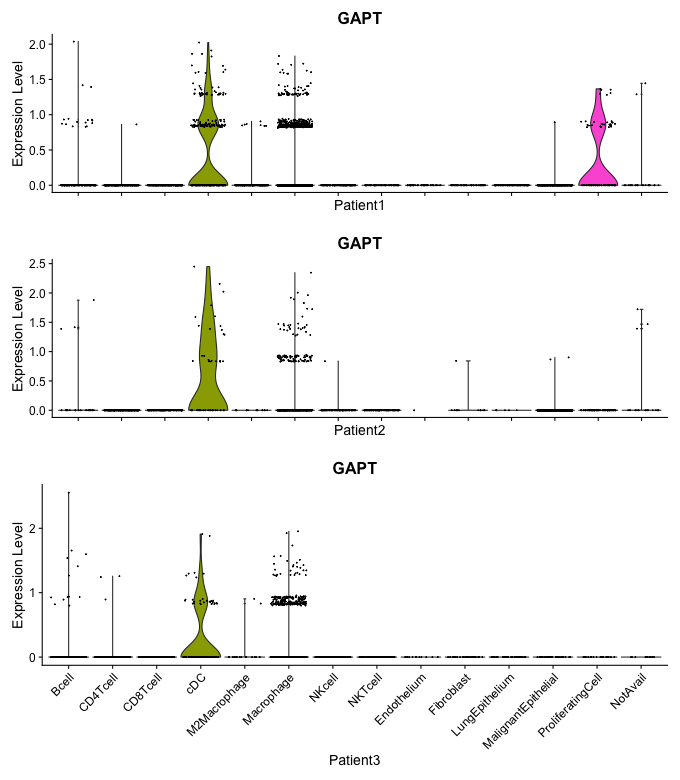 GAPT
Expression Level
2.0
1.5
1.0
0.5
0.0
Patient1
GAPT
Expression Level
2.5
2.0
1.5
1.0
0.5
0.0
Patient2
GAPT
Expression Level
2
1
0
Bcell
CD4Tcell
CD8Tcell
cDC
M2Macrophage
Macrophage
NKcell
NKTcell
Endothelium
Fibroblast
LungEpithelium
MalignantEpithelial
ProliferatingCell
NotAvail
Patient3